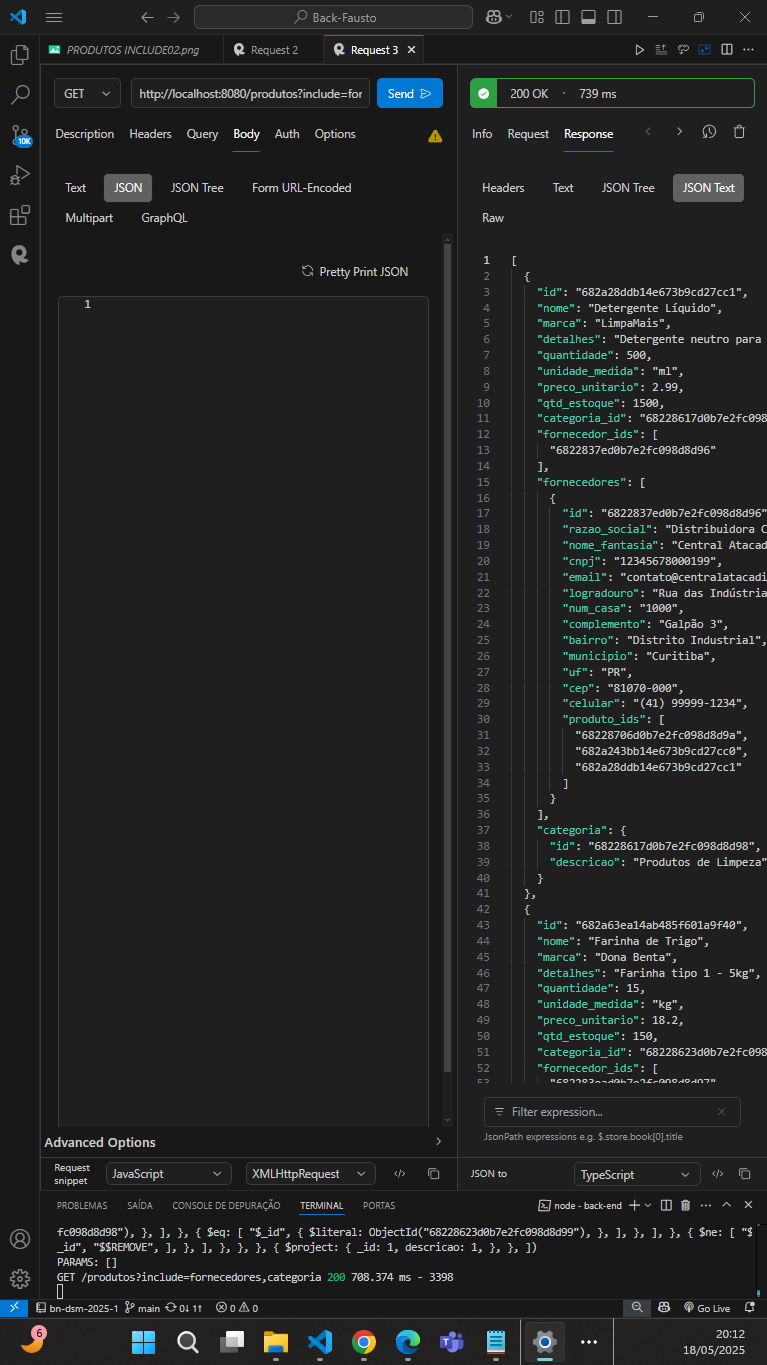 Back-Fausto
PRODUTOS INCLUDE02.png
Request 2
Request 3
GET
http://localhost:8080/produtos?include=for
Send
200 OK · 739 ms
Description Headers Query Body Auth Options
Info Request Response
Text JSON JSON Tree Form URL-Encoded
Multipart GraphQL
Headers Text JSON Tree JSON Text
Raw
10K
Pretty Print JSON
1
1 [
2 {
3 "id": "682a28ddb14e673b9cd27cc1",
4 "nome": "Detergente Líquido",
5 "marca": "LimpaMais",
6 "detalhes": "Detergente neutro para
7 "quantidade": 500,
8 "unidade_medida": "ml",
9 "preco_unitario": 2.99,
10 "qtd_estoque": 1500,
11 "categoria_id": "68228617d0b7e2fc098
12 "fornecedor_ids": [
13 "6822837ed0b7e2fc098d8d96"
14 ],
15 "fornecedores": [
16 {
17 "id": "6822837ed0b7e2fc098d8d96"
18 "razao_social": "Distribuidora C
19 "nome_fantasia": "Central Atacad
20 "cnpj": "12345678000199",
21 "email": "contato@centralatacadi
22 "logradouro": "Rua das Indústria
23 "num_casa": "1000",
24 "complemento": "Galpão 3",
25 "bairro": "Distrito Industrial",
26 "municipio": "Curitiba",
27 "uf": "PR",
28 "cep": "81070-000",
29 "celular": "(41) 99999-1234",
30 "produto_ids": [
31 "68228706d0b7e2fc098d8d9a",
32 "682a243bb14e673b9cd27cc0",
33 "682a28ddb14e673b9cd27cc1"
34 ]
35 }
36 ],
37 "categoria": {
38 "id": "68228617d0b7e2fc098d8d98",
39 "descricao": "Produtos de Limpeza"
40 }
41 },
42 {
43 "id": "682a63ea14ab485f601a9f40",
44 "nome": "Farinha de Trigo",
45 "marca": "Dona Benta",
46 "detalhes": "Farinha tipo 1 - 5kg",
47 "quantidade": 15,
48 "unidade_medida": "kg",
49 "preco_unitario": 18.2,
50 "qtd_estoque": 150,
51 "categoria_id": "68228623d0b7e2fc098
52 "fornecedor_ids": [
53
Filter expression...
JsonPath expressions e.g. $.store.book[0].title
Advanced Options
Request snippet JavaScript XMLHttpRequest
JSON to TypeScript
PROBLEMAS SAÍDA CONSOLE DE DEPURAÇÃO TERMINAL PORTAS
node - back-end
fc098d8d98"), }, ], }, { $eq: [ "$_id", { $literal: ObjectId("68228623d0b7e2fc098d8d99"), }, ], }, ], }, { $ne: [ "$
_id", "$$REMOVE", ], }, ], }, }, }, { $project: { _id: 1, descricao: 1, }, }, ])
PARAMS: []
GET /produtos?include=fornecedores,categoria 200 708.374 ms - 3398
bn-dsm-2025-1 main 0↓ 1↑ 0 0 Go Live
6
20:12
18/05/2025